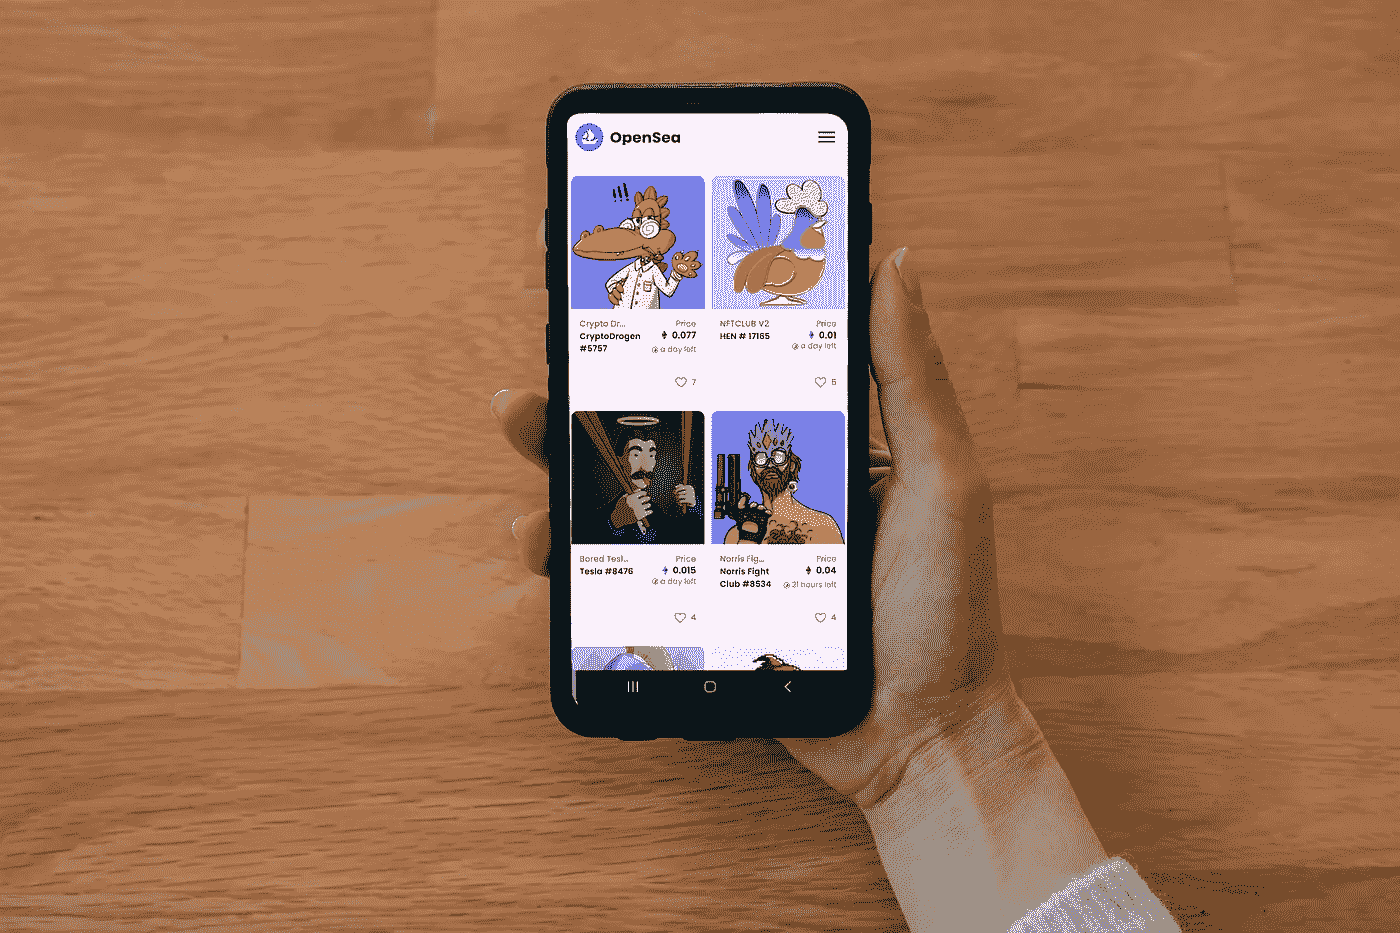 OpenSea
!!!
Crypto Dr...
Price
CryptoDrogen
0.077
#5757
a day left
7
NFTCLUB V2
Price
HEN # 17165
0.01
a day left
5
Bored Tesl...
Price
Tesla #8476
0.015
a day left
4
Norris Fig...
Price
Norris Fight
0.04
Club #8534
21 hours left
4